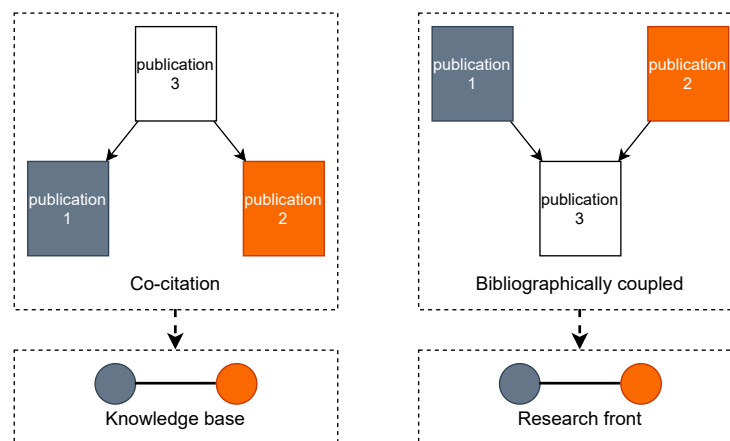 publication
3
publication
1
publication
2
Co-citation
Knowledge base
publication
1
publication
2
publication
3
Bibliographically coupled
Research front